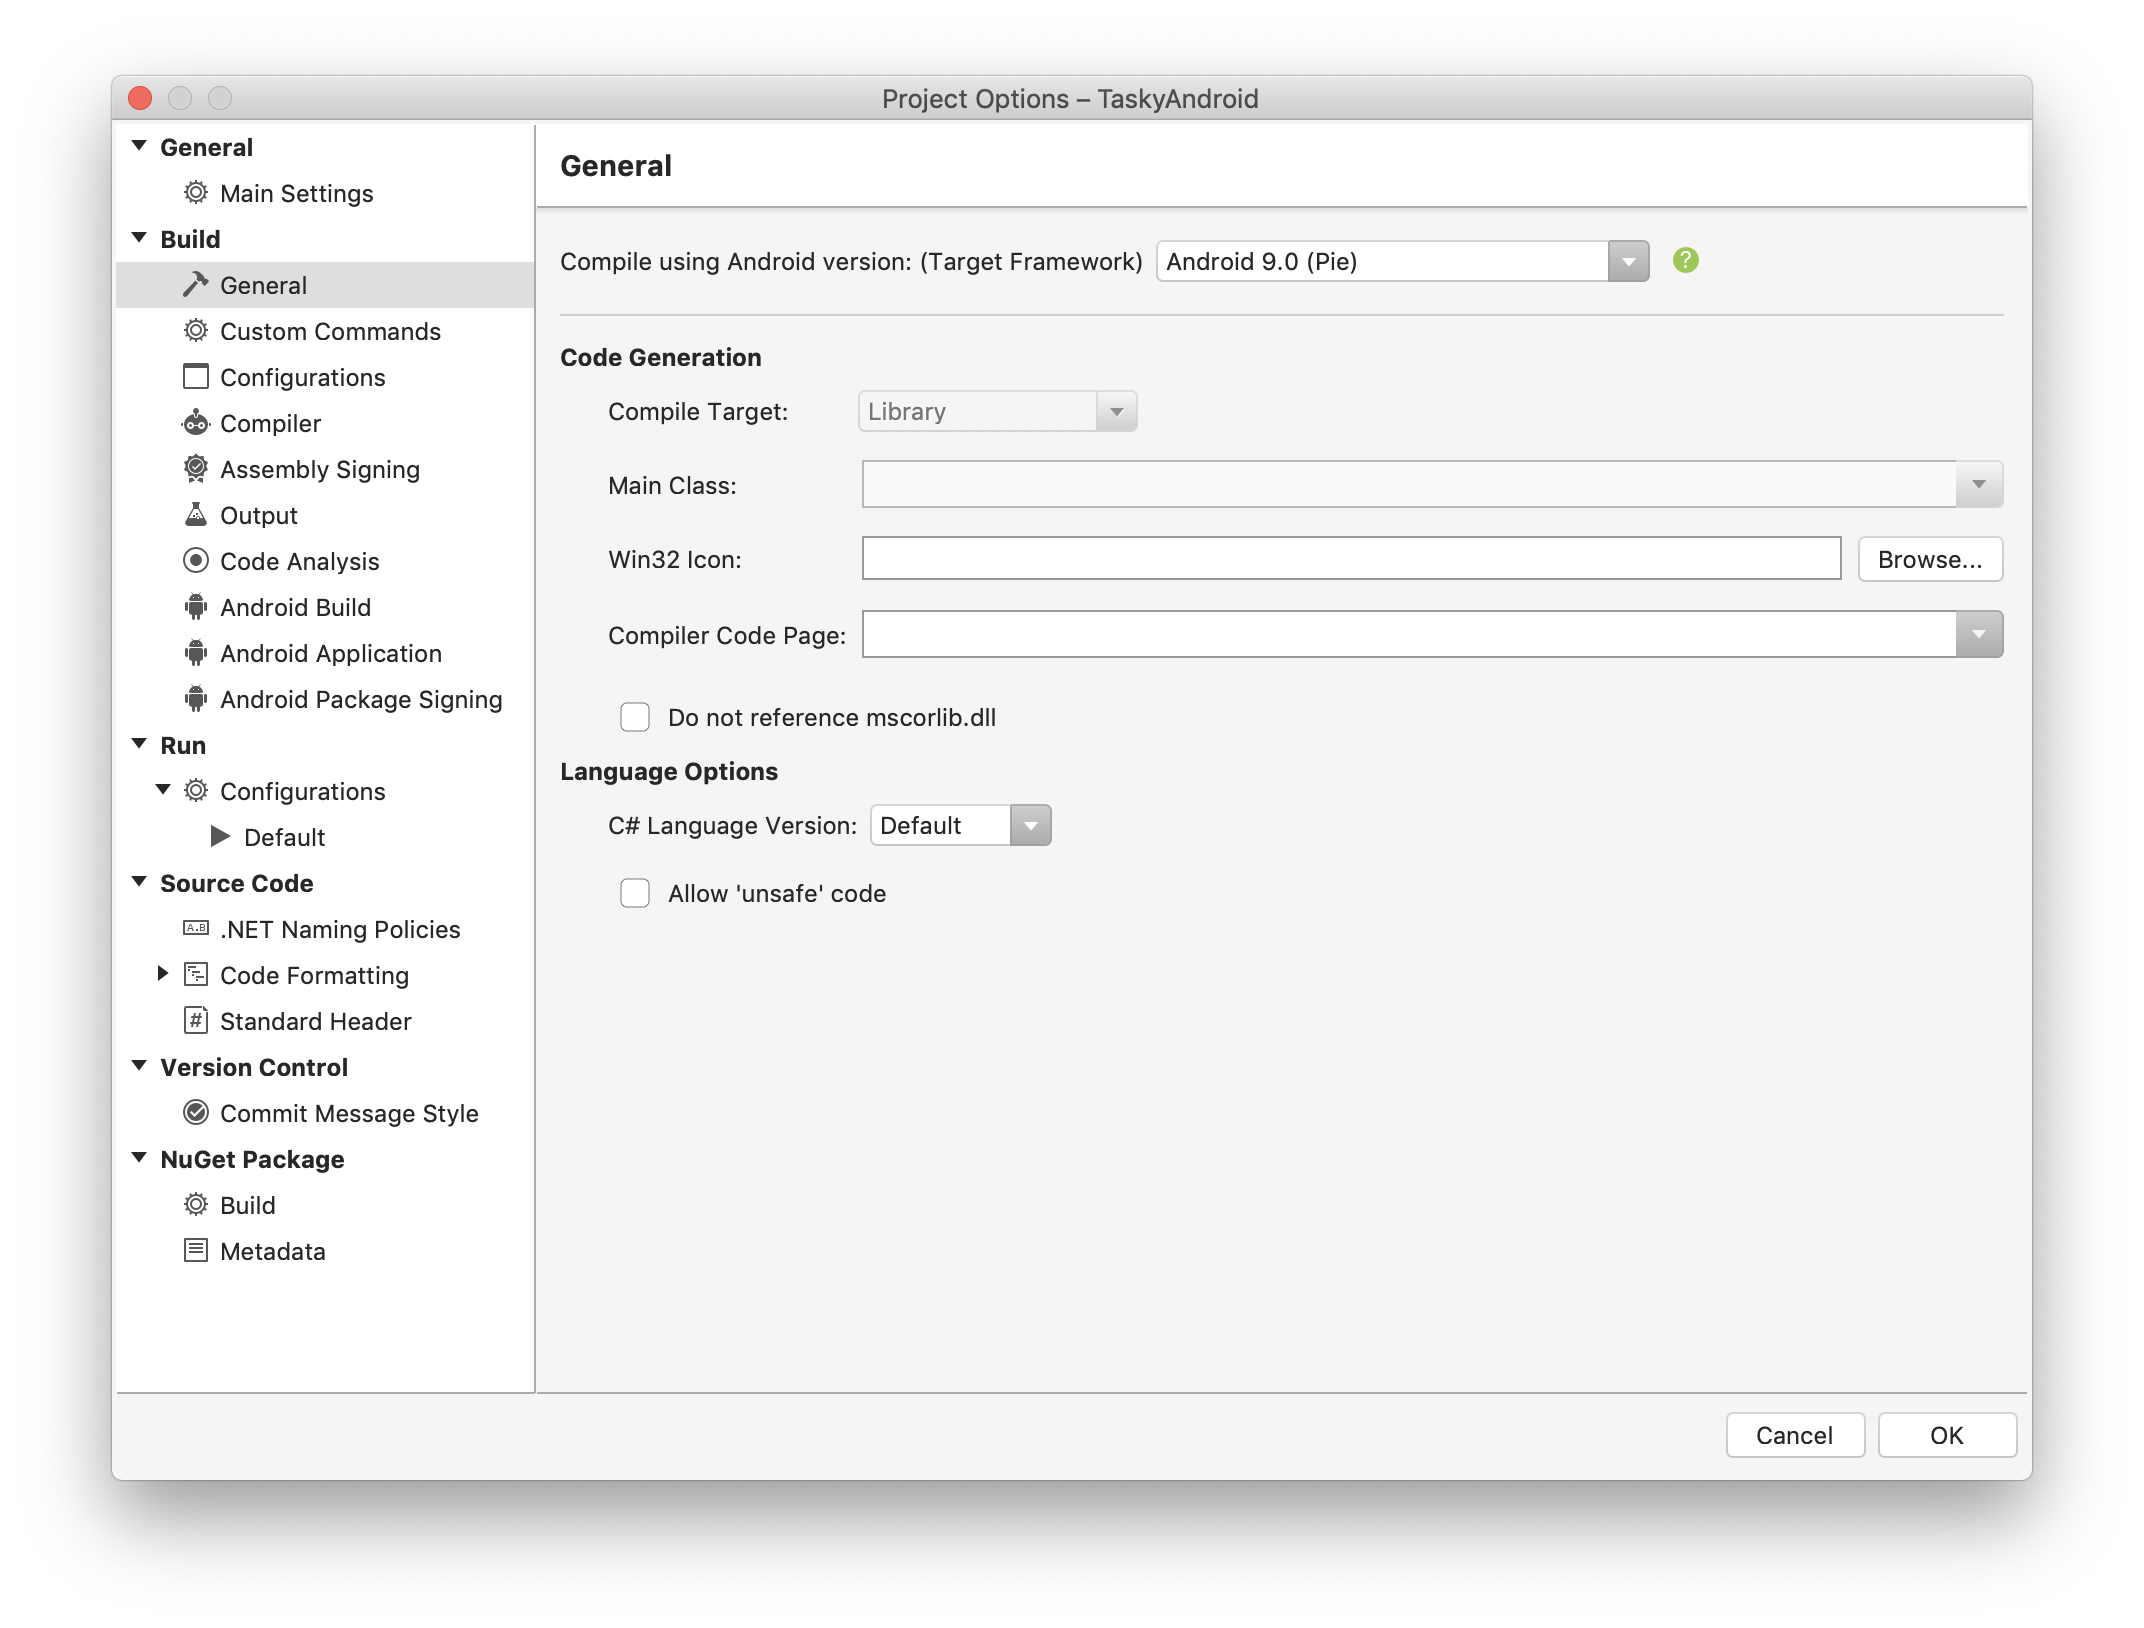 Project Options – TaskyAndroid
General
Main Settings
Build
General
Custom Commands
Configurations
Compiler
Assembly Signing
Output
Code Analysis
Android Build
Android Application
Android Package Signing
Run
Configurations
Default
Source Code
A.B .NET Naming Policies
Code Formatting
# Standard Header
Version Control
Commit Message Style
NuGet Package
Build
Metadata
General
Compile using Android version: (Target Framework) Android 9.0 (Pie) ?
Code Generation
Compile Target: Library
Main Class:
Win32 Icon: Browse...
Compiler Code Page:
Do not reference mscorlib.dll
Language Options
C# Language Version: Default
Allow 'unsafe' code
Cancel OK